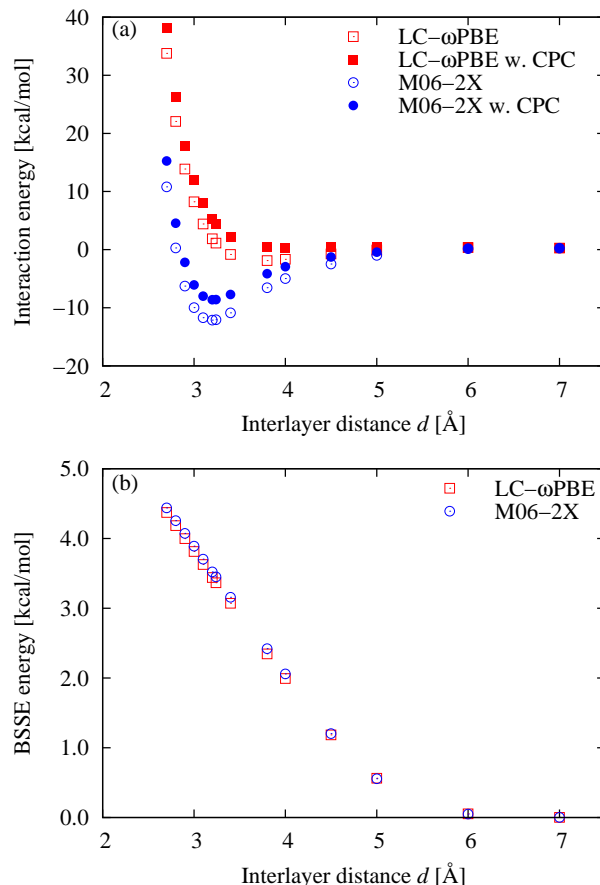 (a)
LC−ωPBE
LC−ωPBE w. CPC
M06−2X
M06−2X w. CPC
40
30
20
10
0
−10
−20
Interaction energy [kcal/mol]
2 3 4 5 6 7
Interlayer distance d [Å]
(b)
LC−ωPBE
M06−2X
5.0
4.0
3.0
2.0
1.0
0.0
BSSE energy [kcal/mol]
2 3 4 5 6 7
Interlayer distance d [Å]